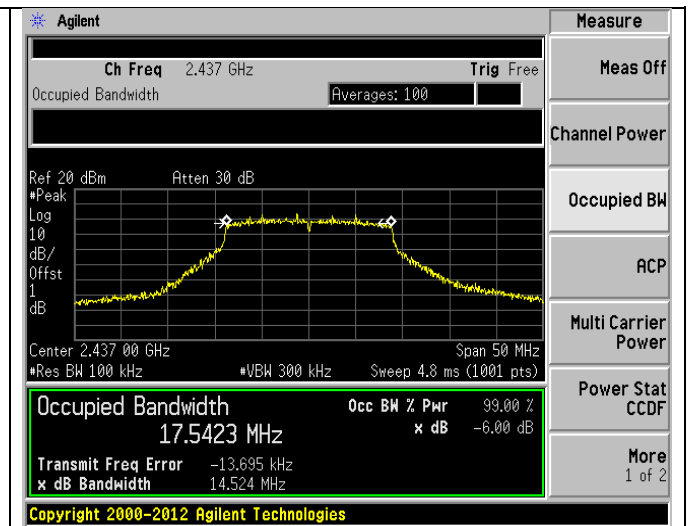 Agilent
Measure
Ch Freq 2.437 GHz Trig Free
Occupied Bandwidth Averages: 100
Ref 20 dBm Atten 30 dB
#Peak
Log
10
dB/
Offst
1
dB
Center 2.437 00 GHz Span 50 MHz
#Res BW 100 kHz #VBW 300 kHz Sweep 4.8 ms (1001 pts)
Occupied Bandwidth Occ BW % Pwr 99.00 %
17.5423 MHz x dB -6.00 dB
Transmit Freq Error -13.695 kHz
x dB Bandwidth 14.524 MHz
Copyright 2000-2012 Agilent Technologies
Meas Off
Channel Power
Occupied BW
ACP
Multi Carrier
Power
Power Stat
CCDF
More
1 of 2